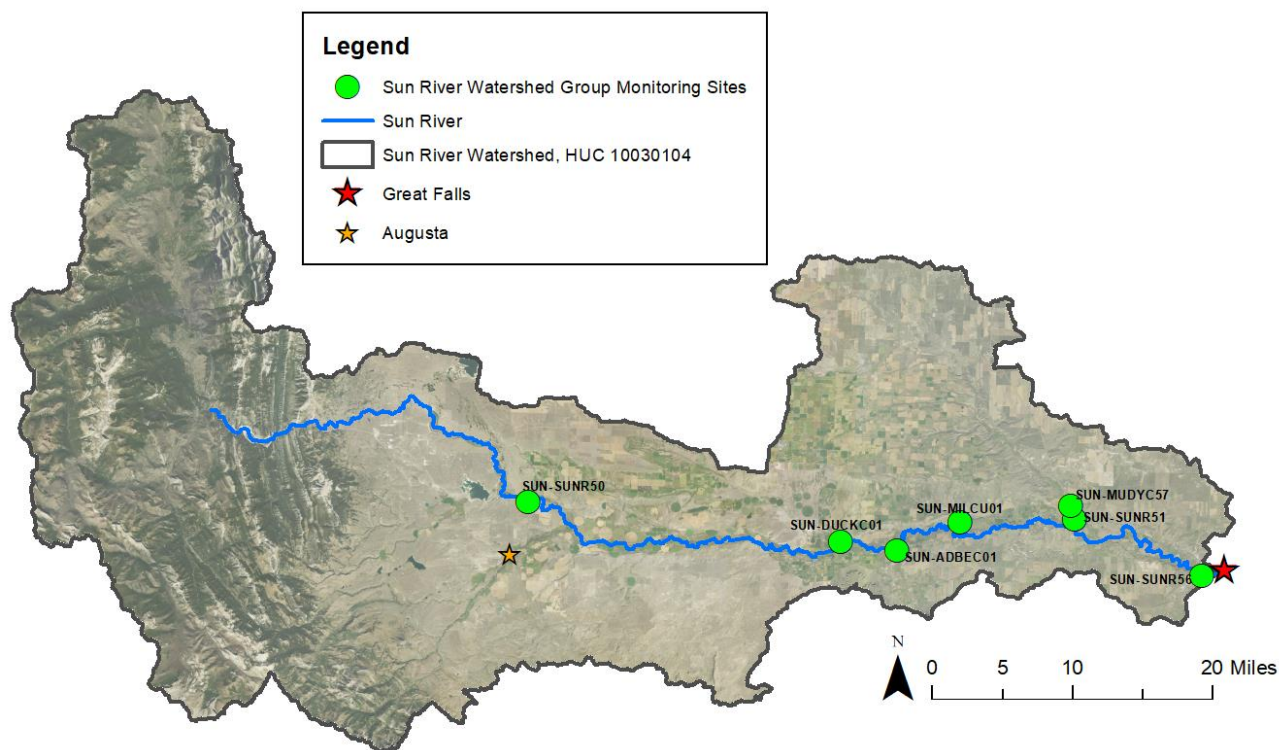 Legend
Sun River Watershed Group Monitoring Sites
Sun River
Sun River Watershed, HUC 10030104
Great Falls
Augusta
SUN-SUNR50
SUN-MUDYC57
SUN-MILCU01
SUN-SUNR51
SUN-DUCKC01
SUN-ADBEC01
SUN-SUNR56
N
0 5 10 20 Miles